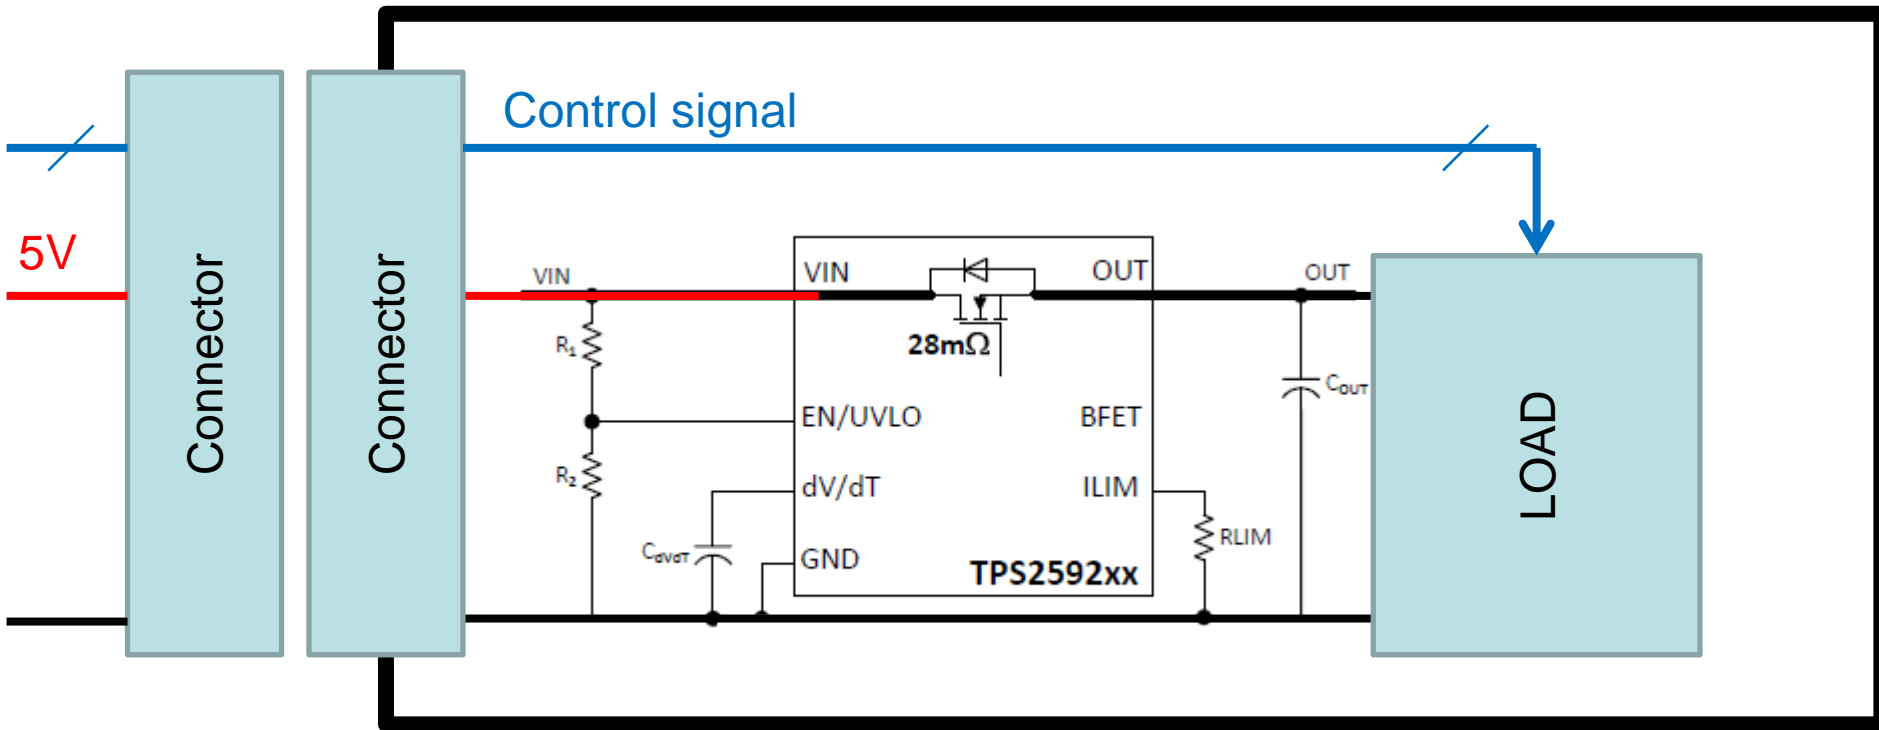 Control signal
5V
Connector
Connector
VIN
VIN
OUT
OUT
28mΩ
R1
EN/UVLO
BFET
COUT
R2
dV/dT
ILIM
LOAD
CdVdT
GND
RLIM
TPS2592xx